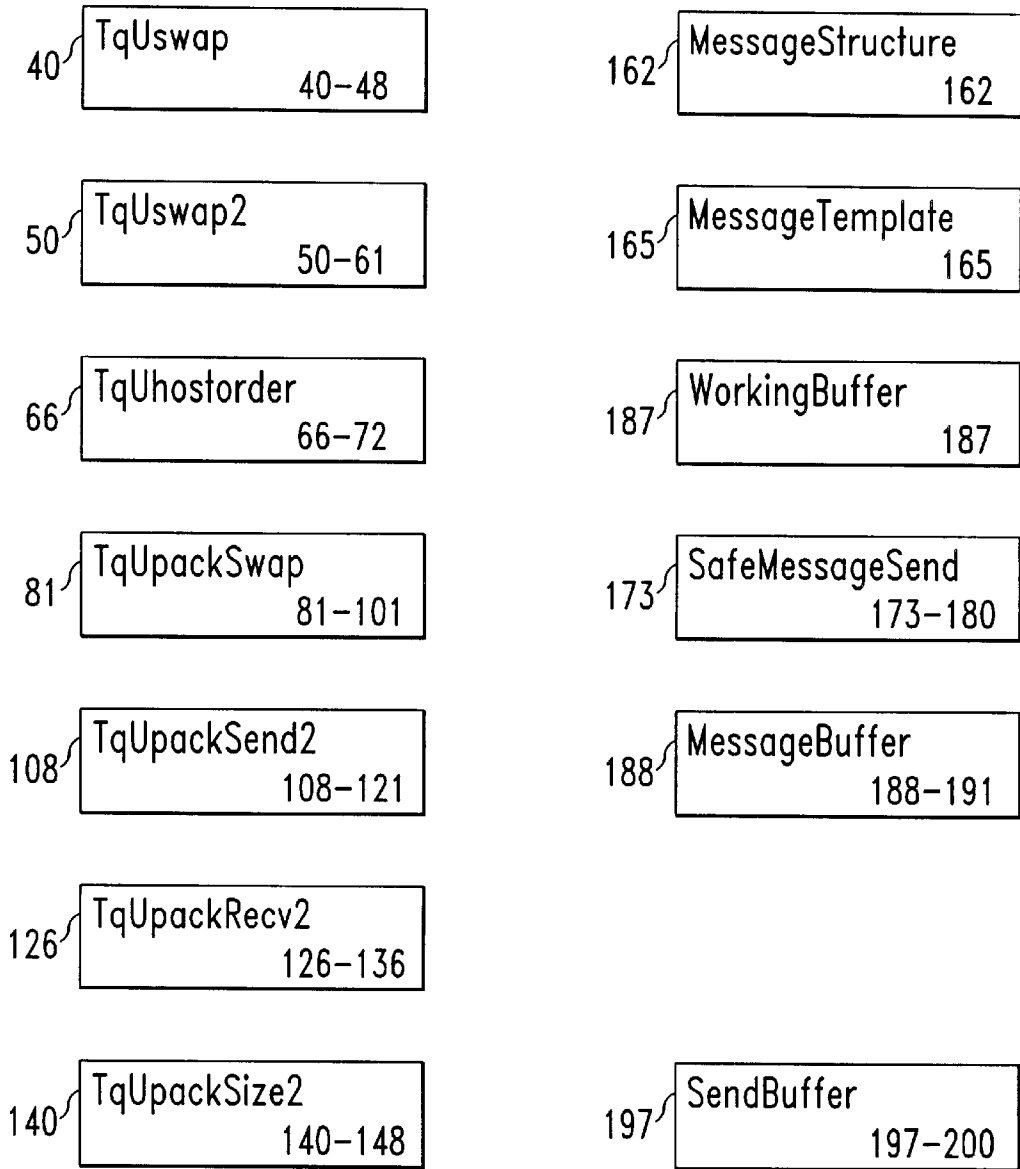 40
TqUswap
40-48
50
TqUswap2
50-61
66
TqUhostorder
66-72
81
TqUpackSwap
81-101
108
TqUpackSend2
108-121
126
TqUpackRecv2
126-136
140
TqUpackSize2
140-148
162
MessageStructure
162
165
MessageTemplate
165
187
WorkingBuffer
187
173
SafeMessageSend
173-180
188
MessageBuffer
188-191
197
SendBuffer
197-200